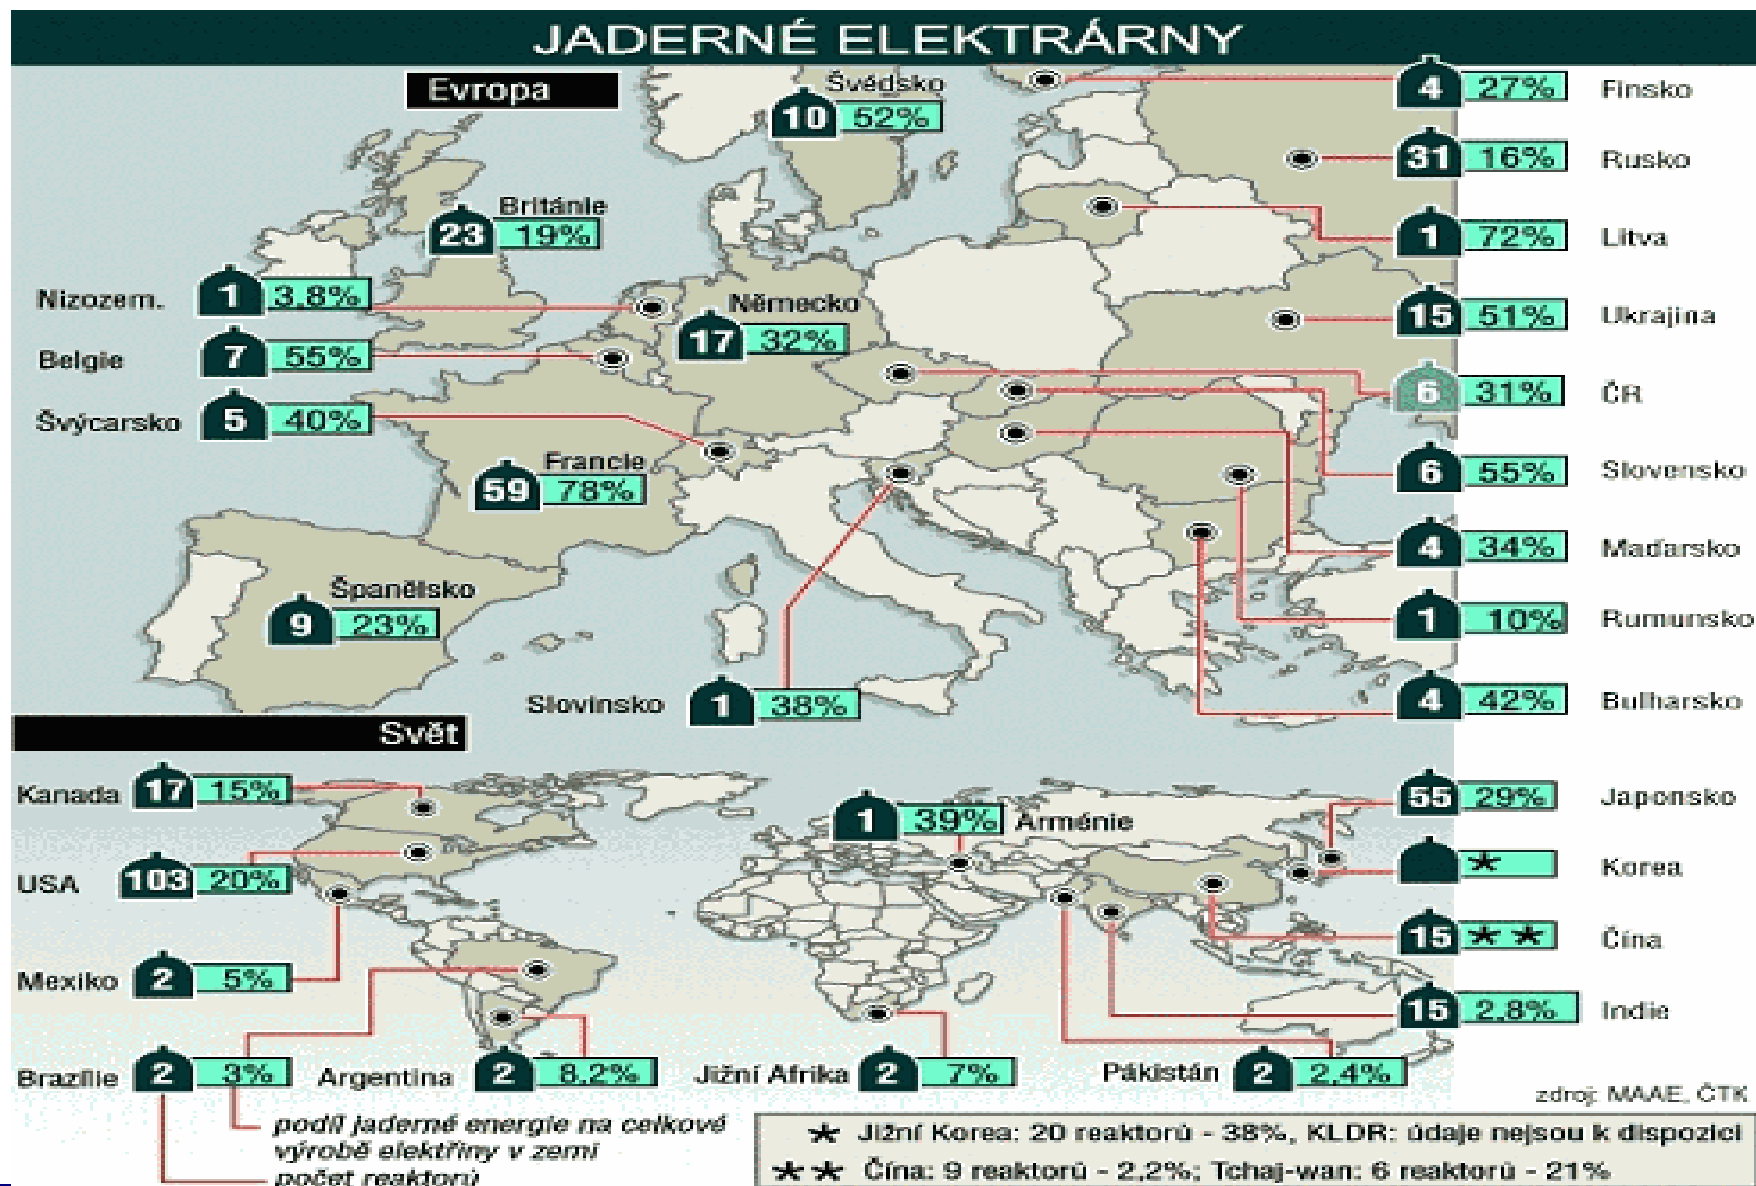 JADERNÉ ELEKTRÁRNY
Evropa
Švédsko
10 52%
4 27% Finsko
31 16% Rusko
Británie
23 19%
1 72% Litva
Nizozem. 1 3,8%
Německo
17 32%
15 51% Ukrajina
Belgie 7 55%
6 31% ČR
Švýcarsko 5 40%
Francie
59 78%
6 55% Slovensko
4 34% Maďarsko
Španělsko
9 23%
1 10% Rumunsko
Slovinsko 1 38%
4 42% Bulharsko
Svět
Kanada 17 15%
1 39% Arménie
55 29% Japonsko
USA 103 20%
* Korea
15 ** Čína
Mexiko 2 5%
15 2,8% Indie
Brazílie 2 3%
Argentina 2 8,2%
Jižní Afrika 2 7%
Pákistán 2 2,4%
zdroj: MAAE, ČTK
podíl jaderné energie na celkové
výrobě elektřiny v zemi
počet reaktorů
* Jižní Korea: 20 reaktorů - 38%, KLDR: údaje nejsou k dispozici
** Čína: 9 reaktorů - 2,2%; Tchaj-wan: 6 reaktorů - 21%